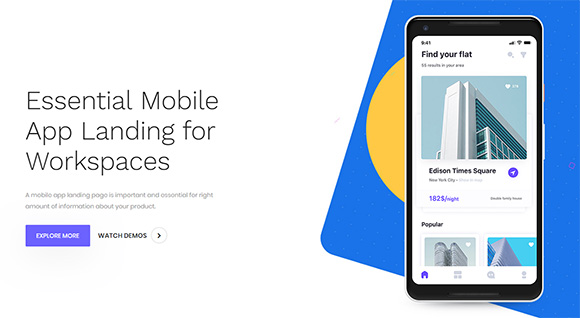 Essential Mobile
App Landing for
Workspaces
A mobile app landing page is important and essential for right
amount of information about your product.
EXPLORE MORE
WATCH DEMOS
9:41
Find your flat
55 results in your area
Edison Times Square
New York City •
182$/night
Double family house
Popular